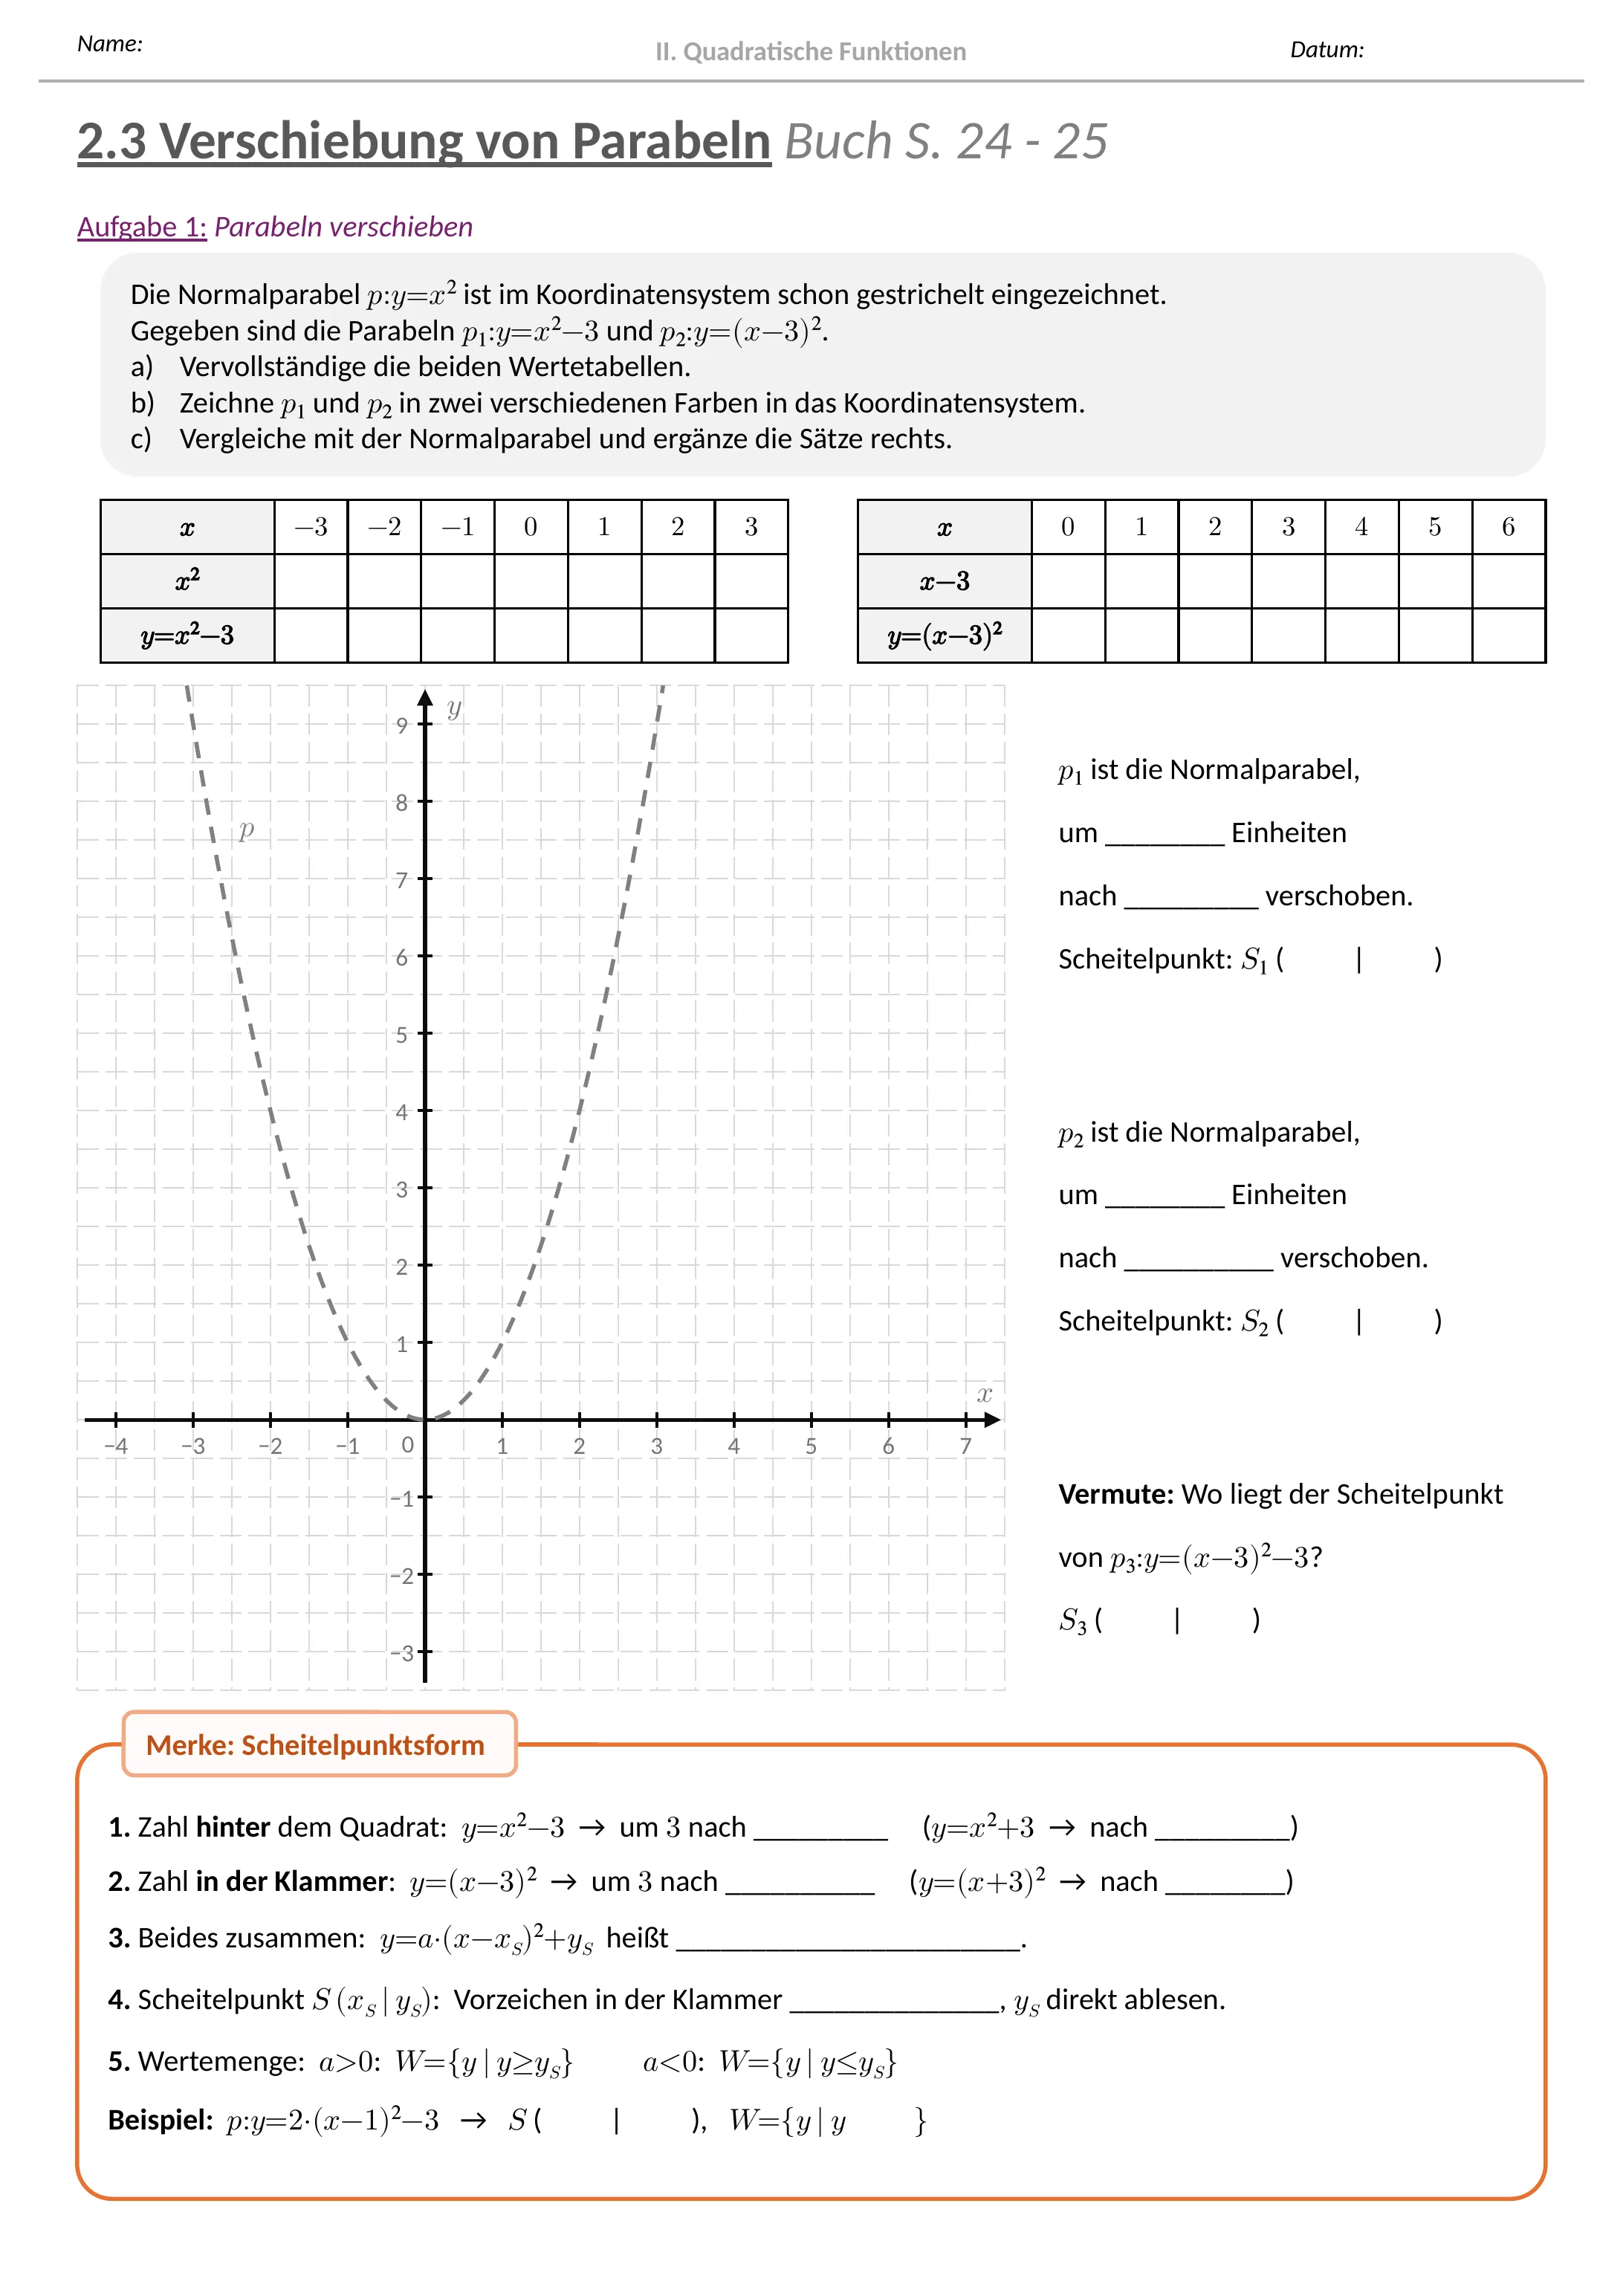 Name:
II. Quadratische Funktionen
Datum:
2.3 Verschiebung von Parabeln Buch S. 24 - 25
Aufgabe 1: Parabeln verschieben
Die Normalparabel p:y=x² ist im Koordinatensystem schon gestrichelt eingezeichnet.
Gegeben sind die Parabeln p₁:y=x²−3 und p₂:y=(x−3)².
a) Vervollständige die beiden Wertetabellen.
b) Zeichne p₁ und p₂ in zwei verschiedenen Farben in das Koordinatensystem.
c) Vergleiche mit der Normalparabel und ergänze die Sätze rechts.
x −3 −2 −1 0 1 2 3
x²
y=x²−3
x 0 1 2 3 4 5 6
x−3
y=(x−3)²
y
9
8
p
7
6
5
4
3
2
1
x
−4 −3 −2 −1 0 1 2 3 4 5 6 7
−1
−2
−3
p₁ ist die Normalparabel,
um ________ Einheiten
nach _________ verschoben.
Scheitelpunkt: S₁ ( | )
p₂ ist die Normalparabel,
um ________ Einheiten
nach __________ verschoben.
Scheitelpunkt: S₂ ( | )
Vermute: Wo liegt der Scheitelpunkt
von p₃:y=(x−3)²−3?
S₃ ( | )
Merke: Scheitelpunktsform
1. Zahl hinter dem Quadrat: y=x²−3 → um 3 nach _________ (y=x²+3 → nach _________)
2. Zahl in der Klammer: y=(x−3)² → um 3 nach __________ (y=(x+3)² → nach ________)
3. Beides zusammen: y=a·(x−x_S)²+y_S heißt _______________________.
4. Scheitelpunkt S (x_S | y_S): Vorzeichen in der Klammer ______________, y_S direkt ablesen.
5. Wertemenge: a>0: W={y | y≥y_S} a<0: W={y | y≤y_S}
Beispiel: p:y=2·(x−1)²−3 → S ( | ), W={y | y }